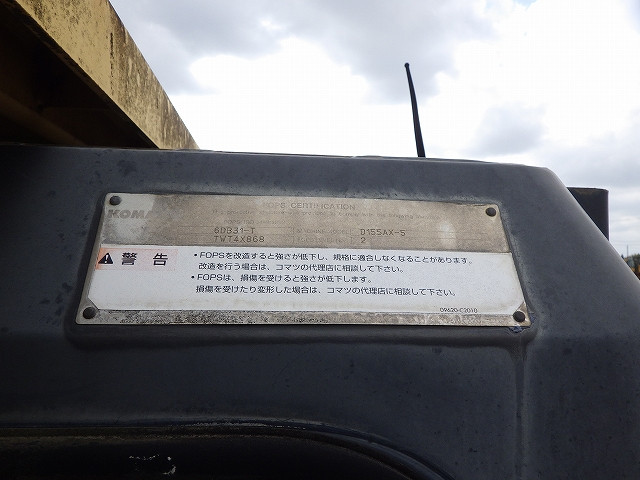 FOPS CERTIFICATION
KOMA
6D331-T D155AX-5
TWT4X868 2
警告
・FOPSを改造すると強さが低下し、規格に適合しなくなることがあります。
改造を行う場合は、コマツの代理店に相談して下さい。
・FOPSは、損傷を受けると強さが低下します。
損傷を受けたり変形した場合は、コマツの代理店に相談して下さい。
09620-C2010